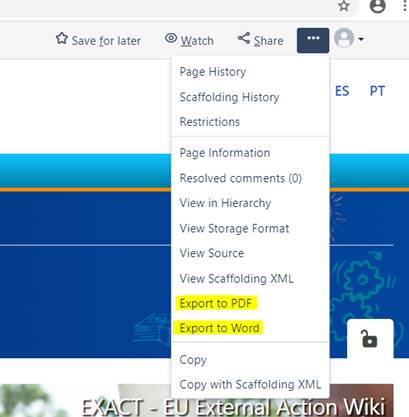 Save for later Watch Share •••
Page History
Scaffolding History
ES PT
Restrictions
Page Information
Resolved comments (0)
View in Hierarchy
View Storage Format
View Source
View Scaffolding XML
Export to PDF
Export to Word
Copy
Copy with Scaffolding XML
EXACT - EU External Action Wiki